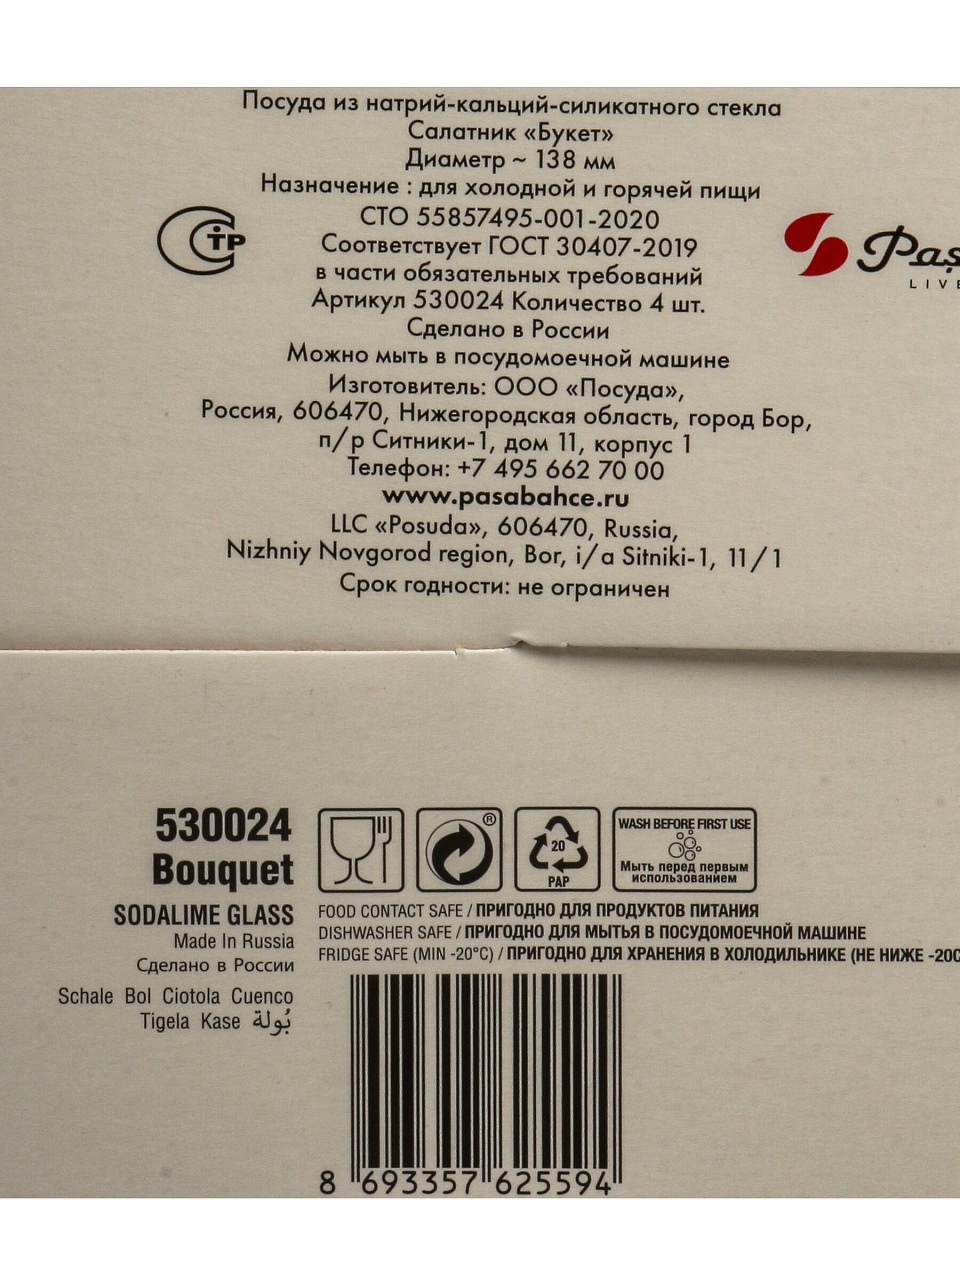 Посуда из натрий-кальций-силикатного стекла
Салатник «Букет»
Диаметр ~ 138 мм
Назначение : для холодной и горячей пищи
СТО 55857495-001-2020
Соответствует ГОСТ 30407-2019
в части обязательных требований
Артикул 530024 Количество 4 шт.
Сделано в России
Можно мыть в посудомоечной машине
Изготовитель: ООО «Посуда»,
Россия, 606470, Нижегородская область, город Бор,
п/р Ситники-1, дом 11, корпус 1
Телефон: +7 495 662 70 00
www.pasabahce.ru
LLC «Posuda», 606470, Russia,
Nizhniy Novgorod region, Bor, i/a Sitniki-1, 11/1
Срок годности: не ограничен
СТР
Paş
LIVE
530024
Bouquet
SODALIME GLASS
Made In Russia
Сделано в России
Schale Bol Ciotola Cuenco
Tigela Kase بُولة
®
20
PAP
WASH BEFORE FIRST USE
Мыть перед первым
использованием
FOOD CONTACT SAFE / ПРИГОДНО ДЛЯ ПРОДУКТОВ ПИТАНИЯ
DISHWASHER SAFE / ПРИГОДНО ДЛЯ МЫТЬЯ В ПОСУДОМОЕЧНОЙ МАШИНЕ
FRIDGE SAFE (MIN -20°C) / ПРИГОДНО ДЛЯ ХРАНЕНИЯ В ХОЛОДИЛЬНИКЕ (НЕ НИЖЕ -20C
8 693357 625594